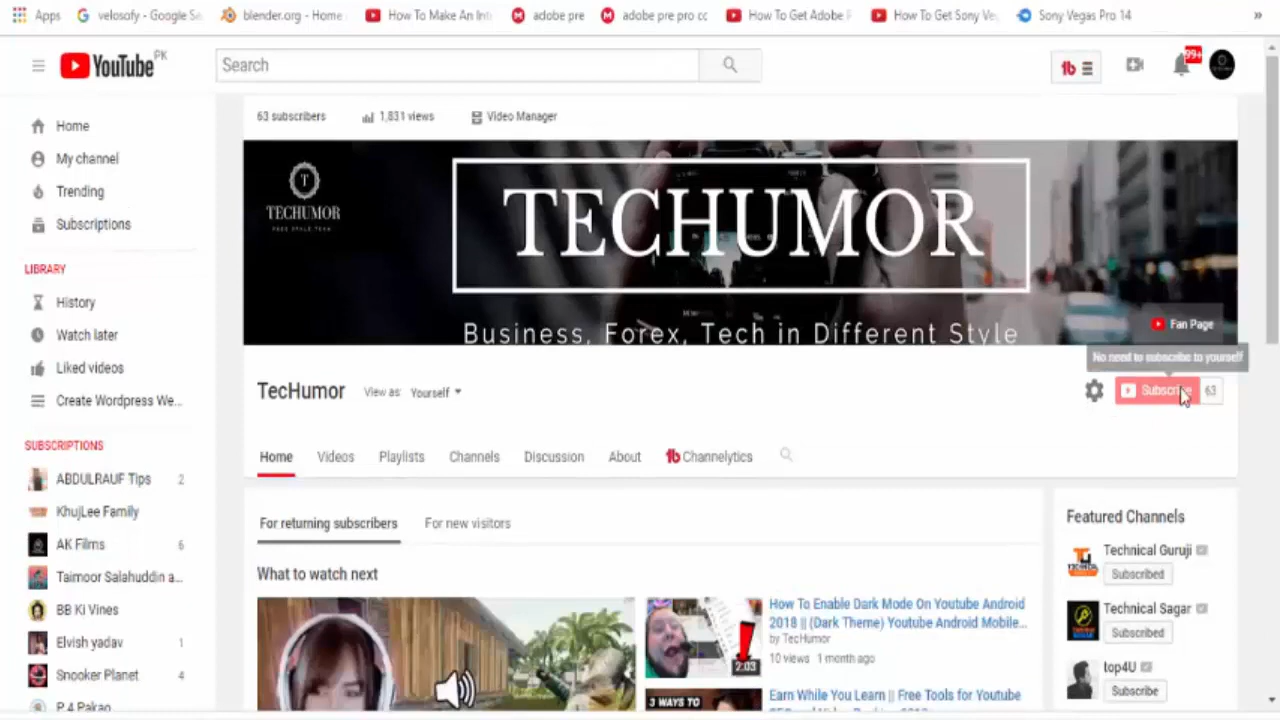 Apps velosofy - Google Se blender.org - Home How To Make An Int adobe pre adobe pre pro cc How To Get Adobe P How To Get Sony Veg Sony Vegas Pro 14 »
YouTube PK Search 99+
63 subscribers 1,831 views Video Manager
Home
My channel
Trending
Subscriptions
LIBRARY
History
Watch later
Liked videos
Create Wordpress We...
SUBSCRIPTIONS
ABDULRAUF Tips 2
KhujLee Family
AK Films 6
Taimoor Salahuddin a...
BB Ki Vines
Elvish yadav 1
Snooker Planet 4
P 4 Pakao
T
TECHUMOR
FREE STYLE TECH
TECHUMOR
Business, Forex, Tech in Different Style
Fan Page
No need to subscribe to yourself
TecHumor View as: Yourself Subscribe 63
Home Videos Playlists Channels Discussion About Channelytics
For returning subscribers For new visitors
What to watch next
2:03
How To Enable Dark Mode On Youtube Android
2018 || (Dark Theme) Youtube Android Mobile...
by TecHumor
10 views 1 month ago
3 WAYS TO
Earn While You Learn || Free Tools for Youtube
Featured Channels
Technical Guruji
Subscribed
Technical Sagar
Subscribed
top4U
Subscribe